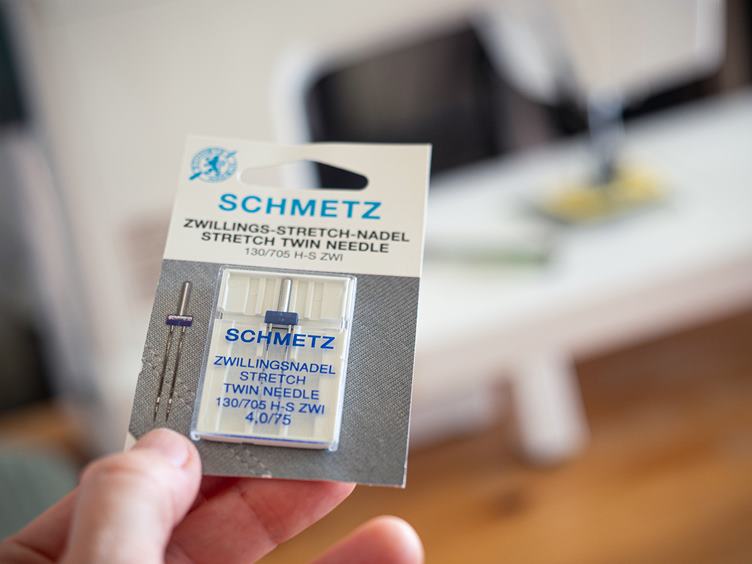 SCHMETZ
ZWILLINGS-STRETCH-NADEL
STRETCH TWIN NEEDLE
130/705 H-S ZWI
SCHMETZ
ZWILLINGSNADEL
STRETCH
TWIN NEEDLE
130/705 H-S ZWI
4,0/75